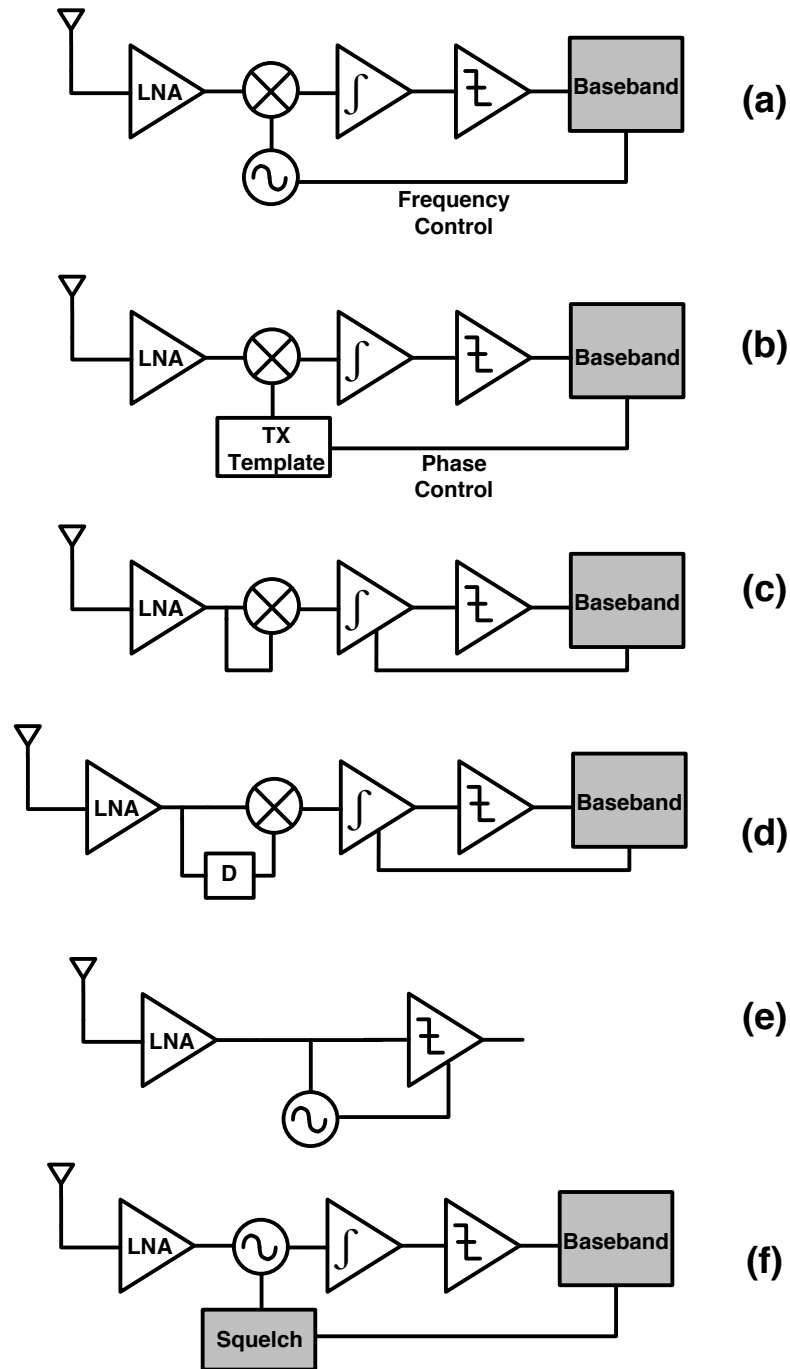 LNA
Baseband
(a)
Frequency
Control
LNA
Baseband
(b)
TX
Template
Phase
Control
LNA
Baseband
(c)
LNA
D
Baseband
(d)
LNA
(e)
LNA
Baseband
(f)
Squelch